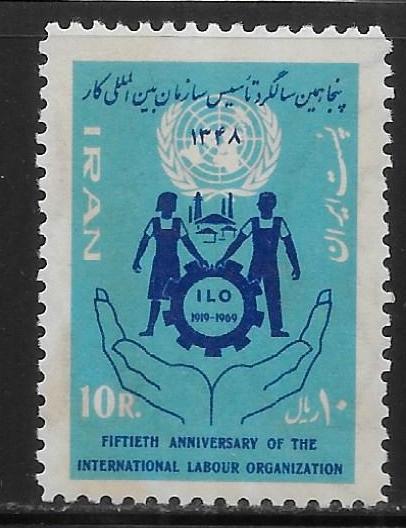 پنجاهمین سالگرد تأسیس سازمان بین المللی کار
۱۳۴۸
IRAN
پست ایران
ILO
1919-1969
10R.
۱۰ ریال
FIFTIETH ANNIVERSARY OF THE
INTERNATIONAL LABOUR ORGANIZATION